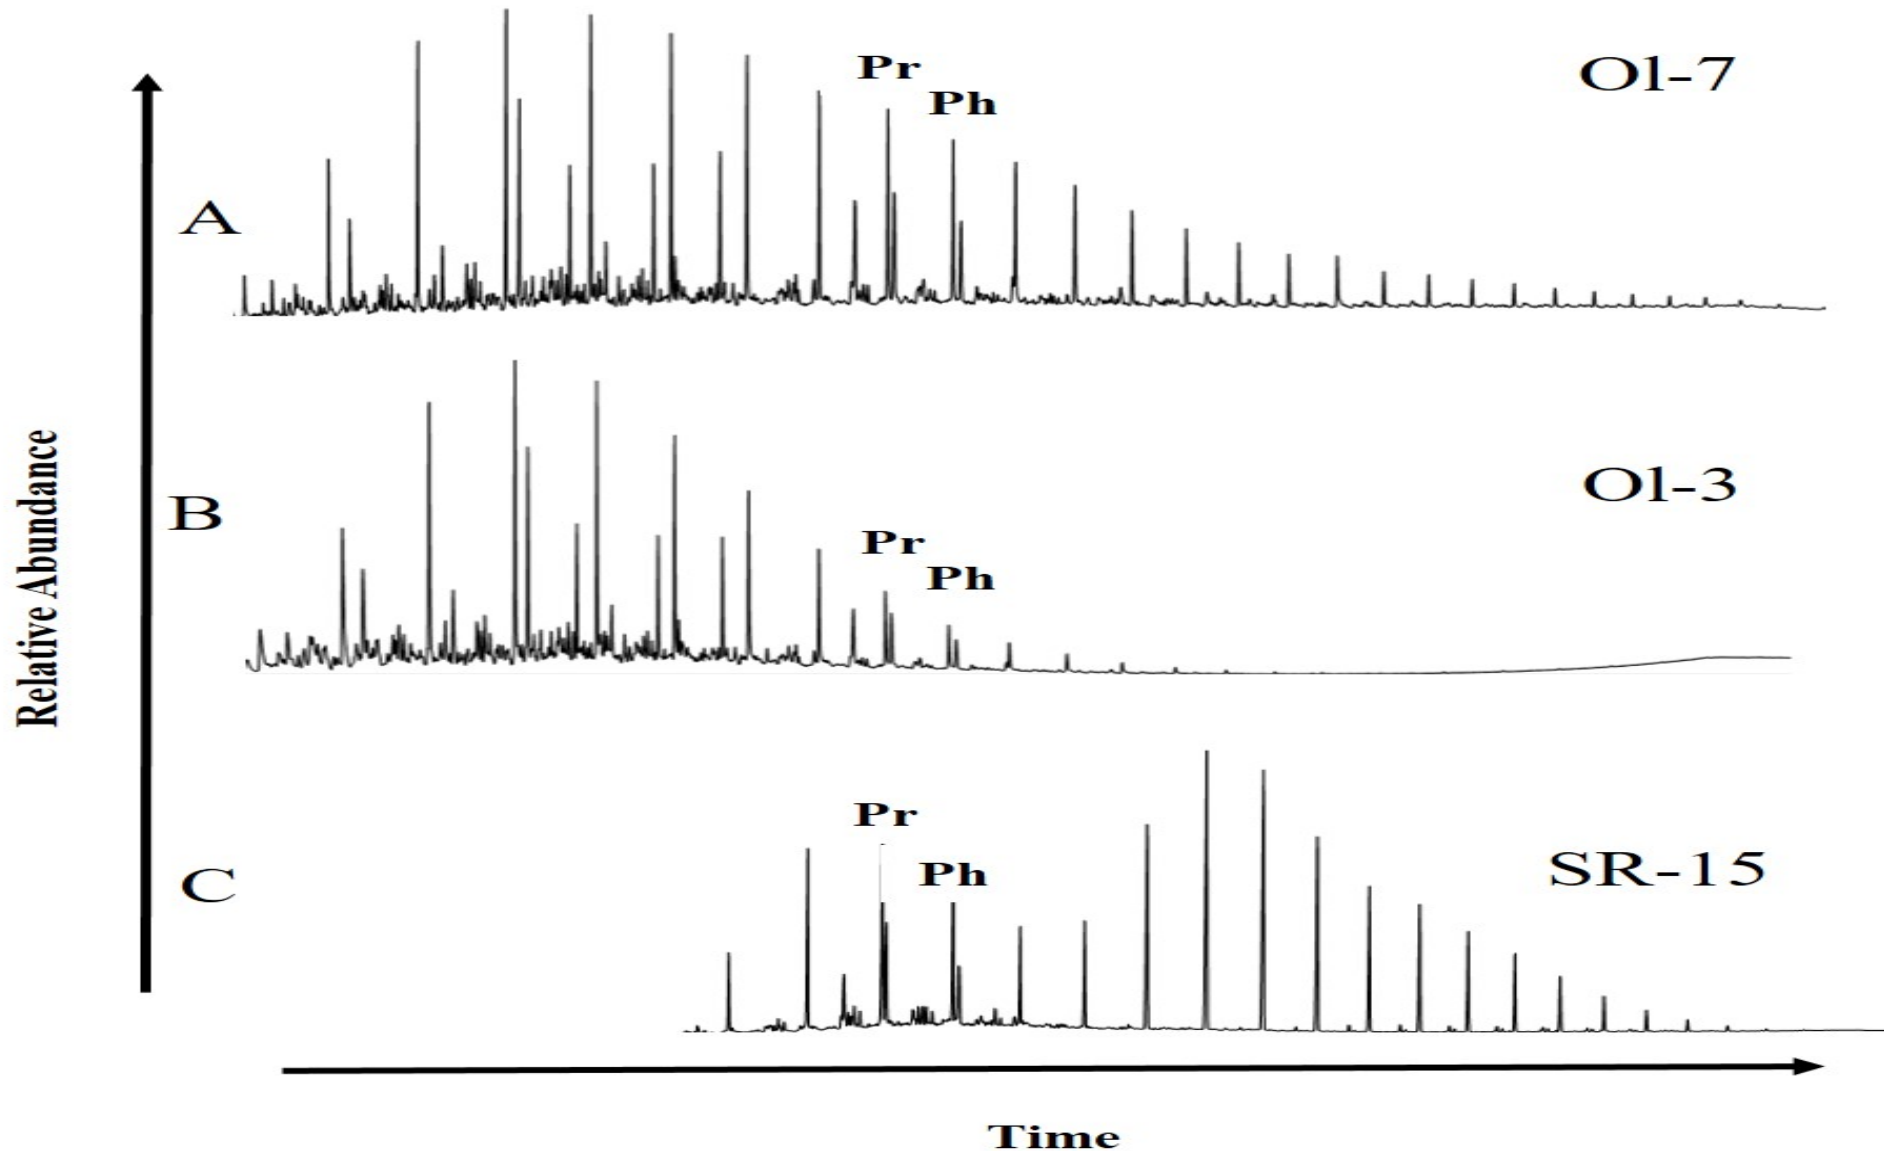 Pr
Ph
Ol-7
A
Relative Abundance
B
Pr
Ph
Ol-3
C
Pr
Ph
SR-15
Time